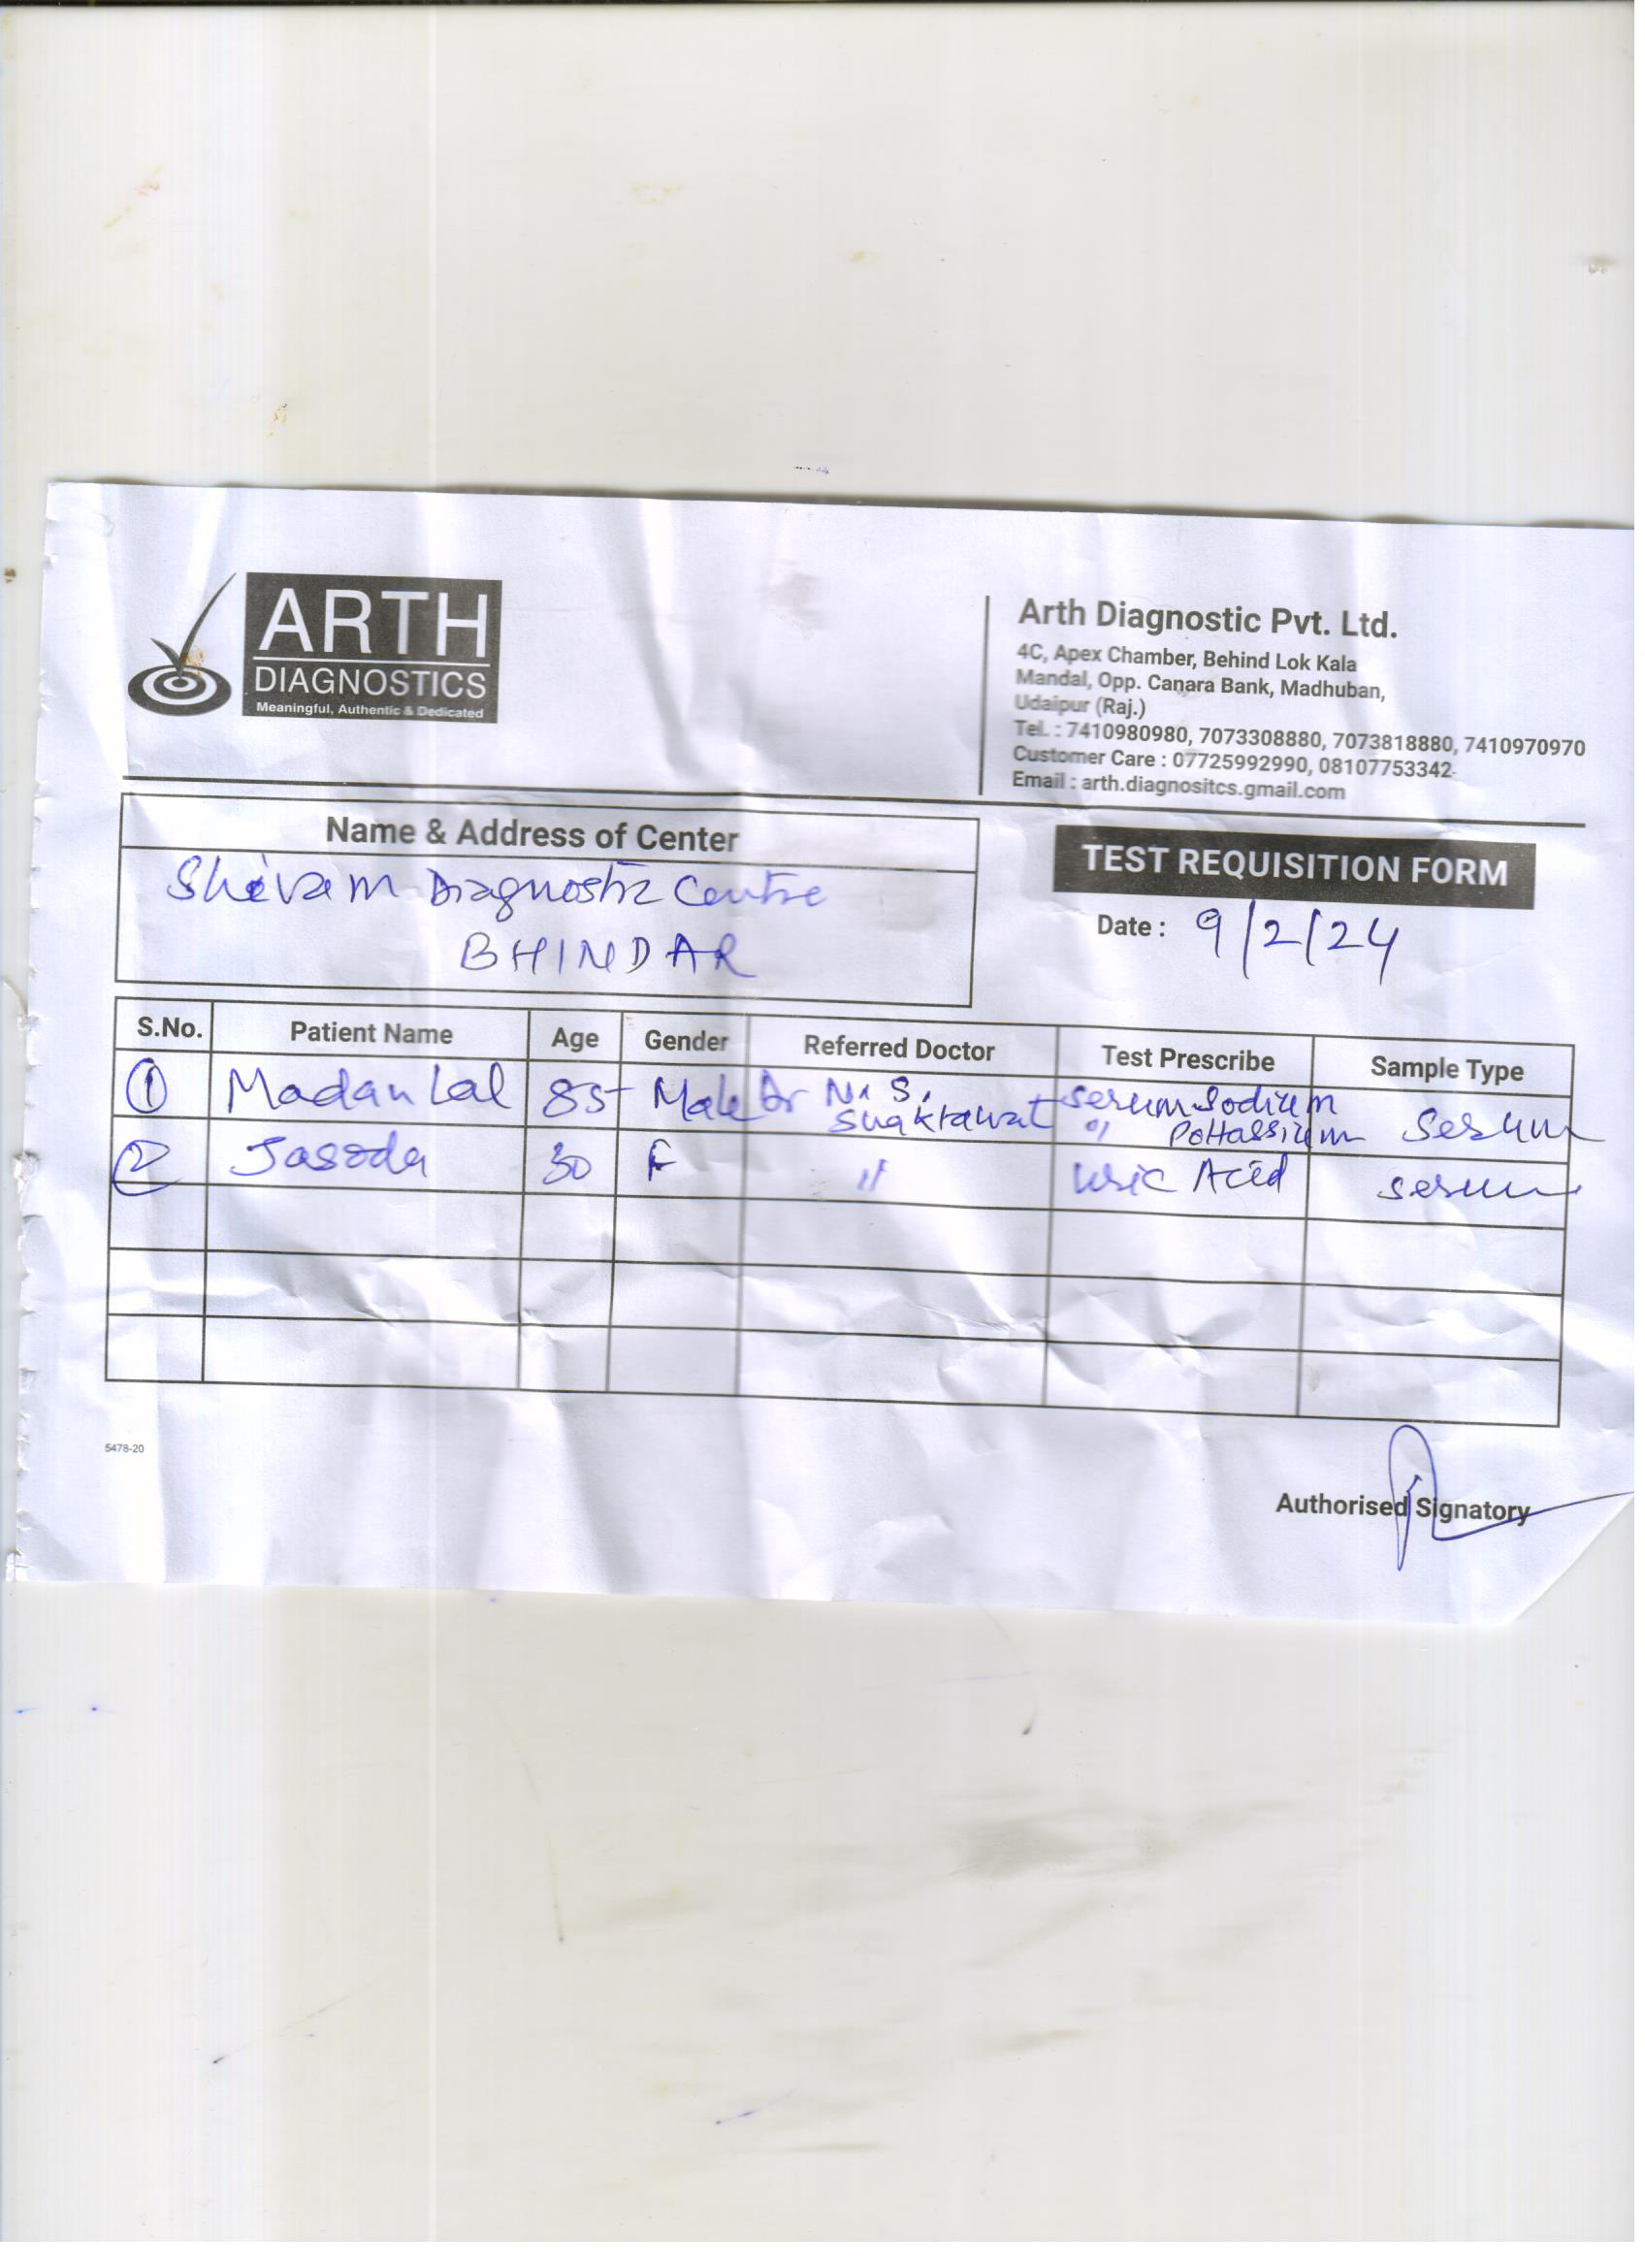 ARTH
DIAGNOSTICS
Meaningful, Authentic & Dedicated
Arth Diagnostic Pvt. Ltd.
4C, Apex Chamber, Behind Lok Kala
Mandal, Opp. Canara Bank, Madhuban,
Udaipur (Raj.)
Tel. : 7410980980, 7073308880, 7073818880, 7410970970
Customer Care : 07725992990, 08107753342
Email : arth.diagnositcs.gmail.com
Name & Address of Center
Shivam Diagnostic Centre
BHINDAR
TEST REQUISITION FORM
Date : 9/2/24
S.No. Patient Name Age Gender Referred Doctor Test Prescribe Sample Type
1 Madan Lal 85 Male Dr N. S. Shaktawat Serum Sodium " Pottassium Serum
2 Jasoda 30 F " Uric Acid Serum
5478-20
Authorised Signatory